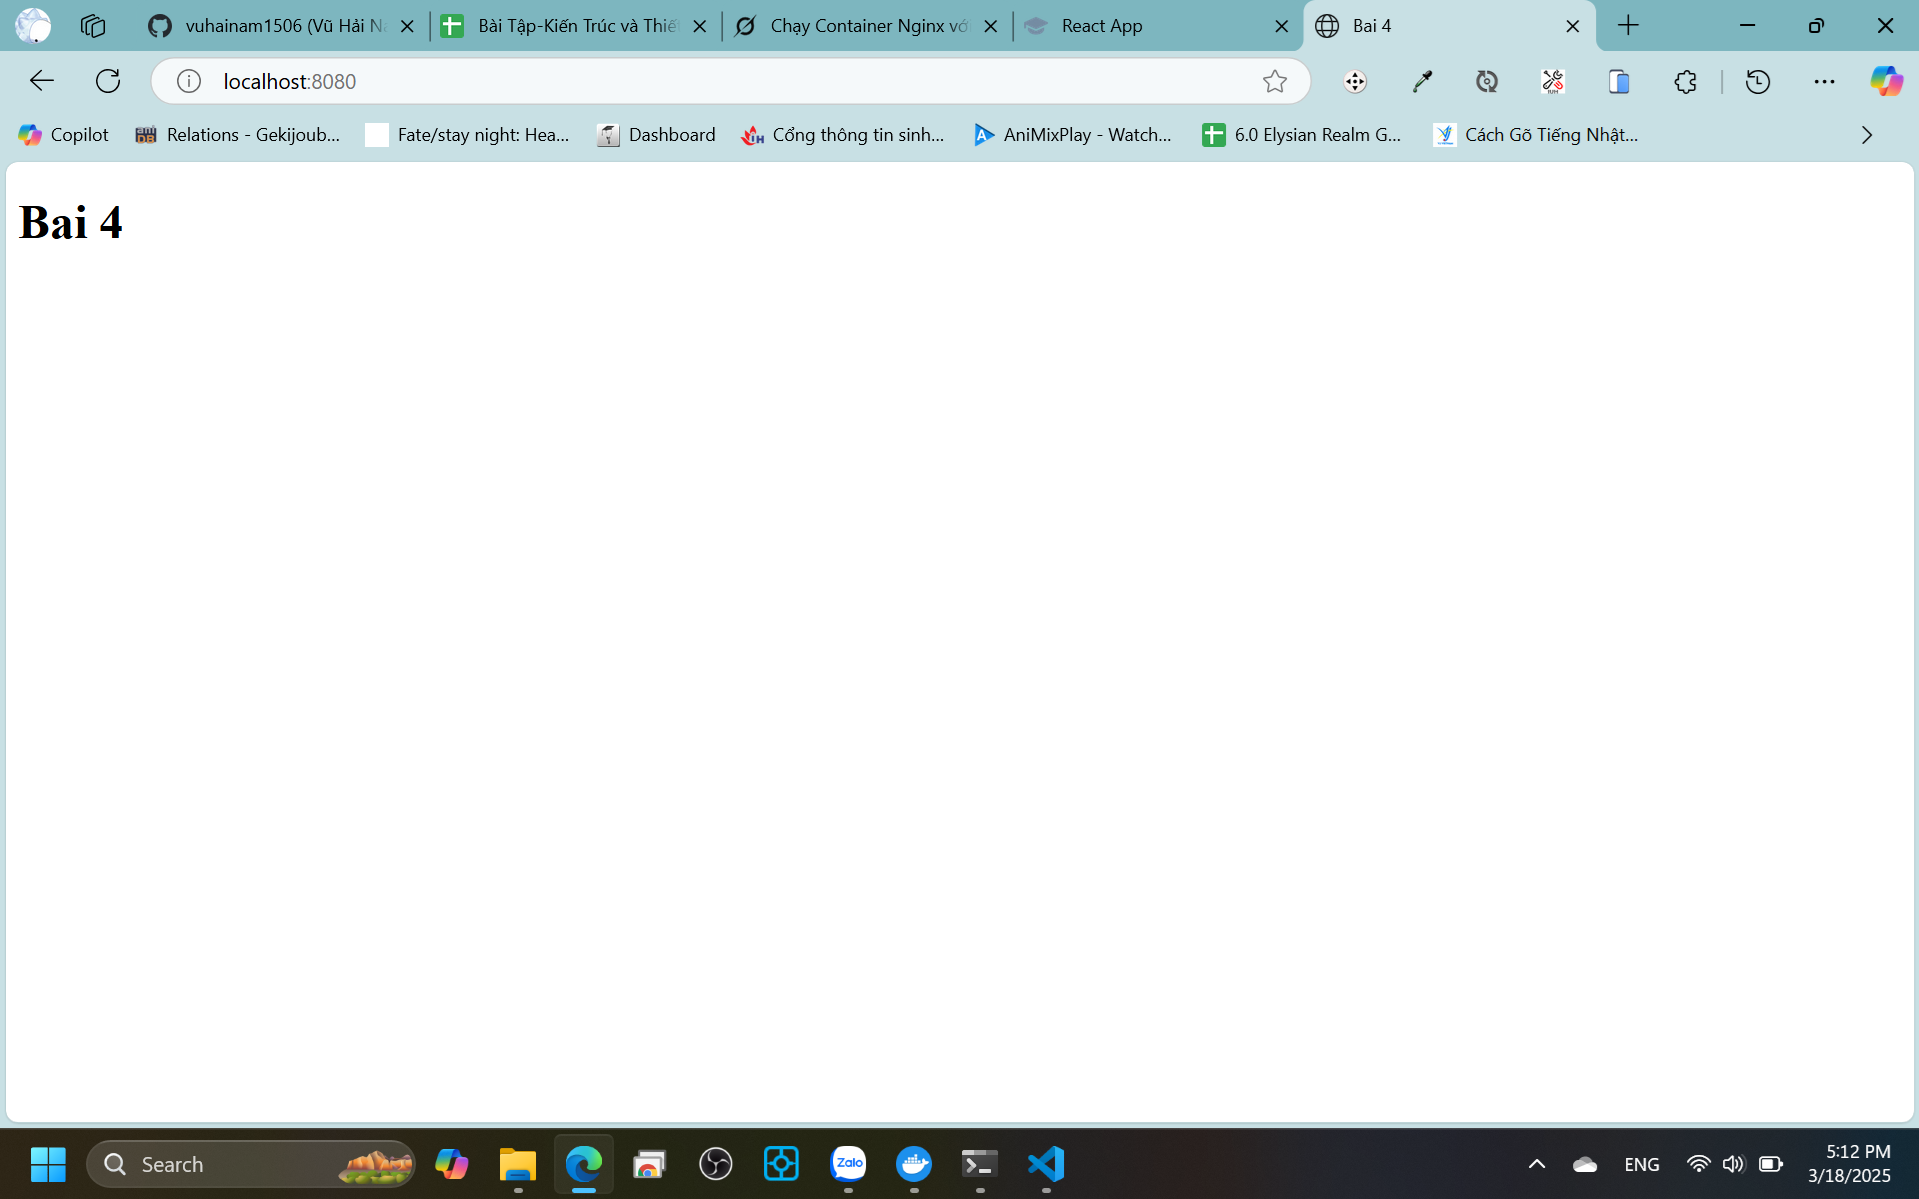 vuhainam1506 (Vũ Hải N
Bài Tập-Kiến Trúc và Thiế
Chạy Container Nginx với
React App
Bai 4
localhost:8080
Copilot
Relations - Gekijoub...
Fate/stay night: Hea...
Dashboard
Cổng thông tin sinh...
AniMixPlay - Watch...
6.0 Elysian Realm G...
Cách Gõ Tiếng Nhật...
Bai 4
Search
Zalo
ENG
5:12 PM
3/18/2025